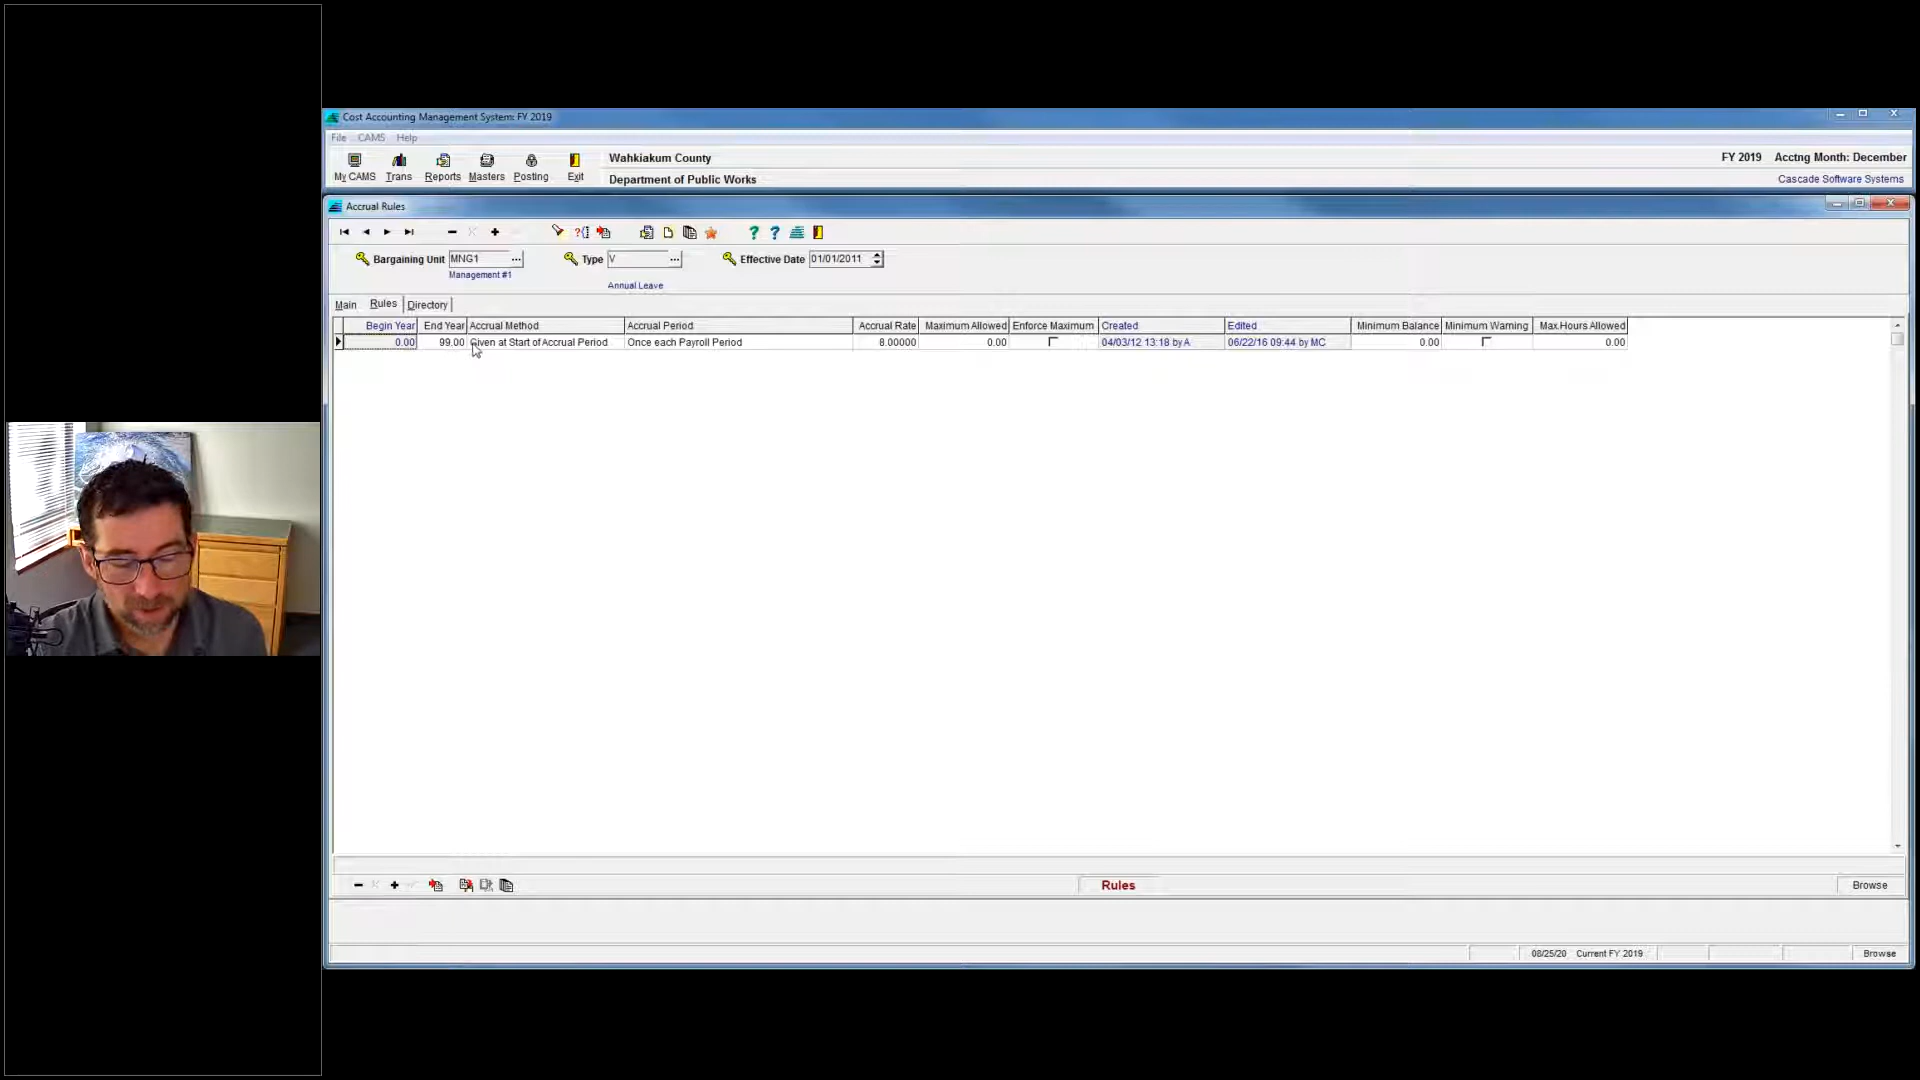 Cost Accounting Management System: FY 2019
File CAMS Help
My CAMS Trans Reports Masters Posting Exit
Wahkiakum County
Department of Public Works
FY 2019 Acctng Month: December
Cascade Software Systems
Accrual Rules
Bargaining Unit MNG1 ... Type V ... Effective Date 01/01/2011
Management #1
Annual Leave
Main Rules Directory
Begin Year End Year Accrual Method Accrual Period Accrual Rate Maximum Allowed Enforce Maximum Created Edited Minimum Balance Minimum Warning Max.Hours Allowed
0.00 99.00 Given at Start of Accrual Period Once each Payroll Period 8.00000 0.00 04/03/12 13:18 by A 06/22/16 09:44 by MC 0.00 0.00
Rules Browse
08/25/20 Current FY 2019 Browse